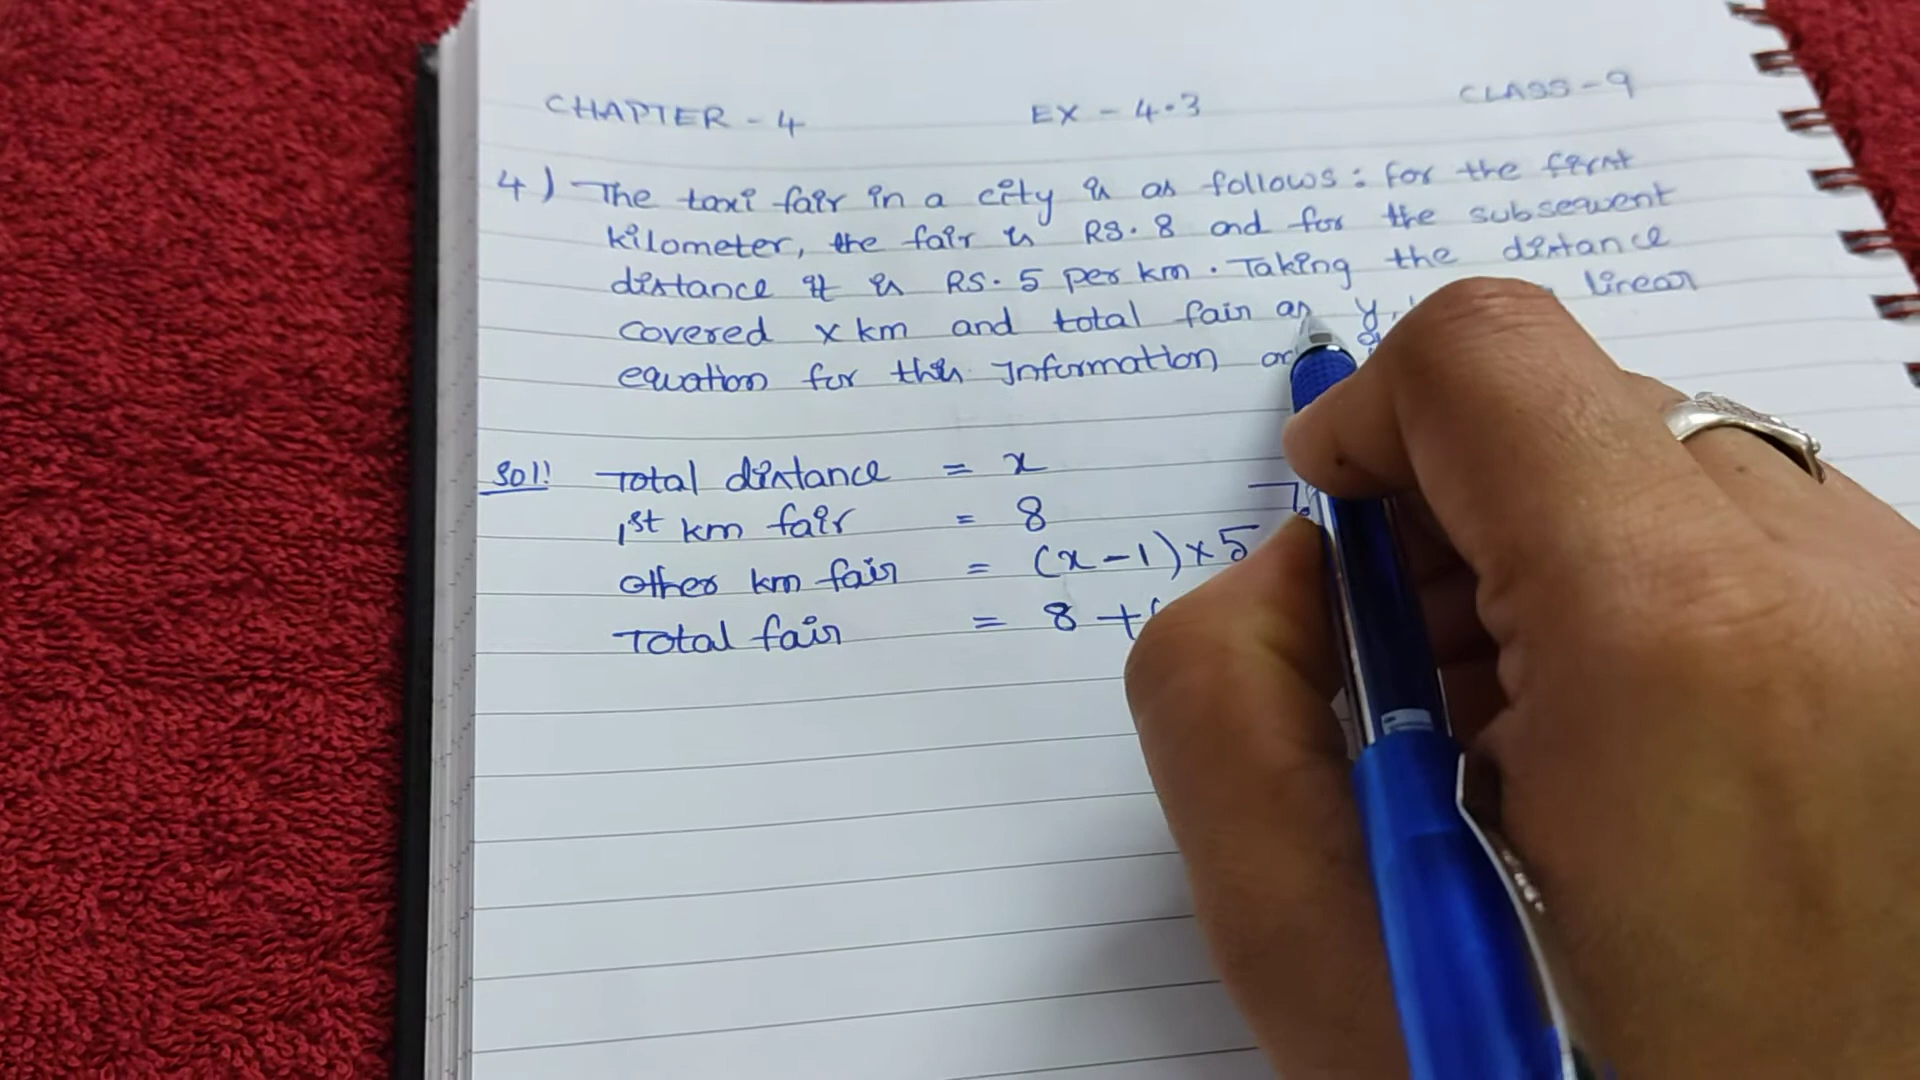 CHAPTER - 4 EX - 4.3 CLASS - 9
4) The taxi fair in a city is as follows : for the first
kilometer, the fair is RS. 8 and for the subsequent
distance it is RS. 5 per km. Taking the distance
covered x km and total fair as y, linear
equation for this Information
Sol: Total distance = x
1st km fair = 8
other km fair = (x-1)×5
Total fair = 8 +